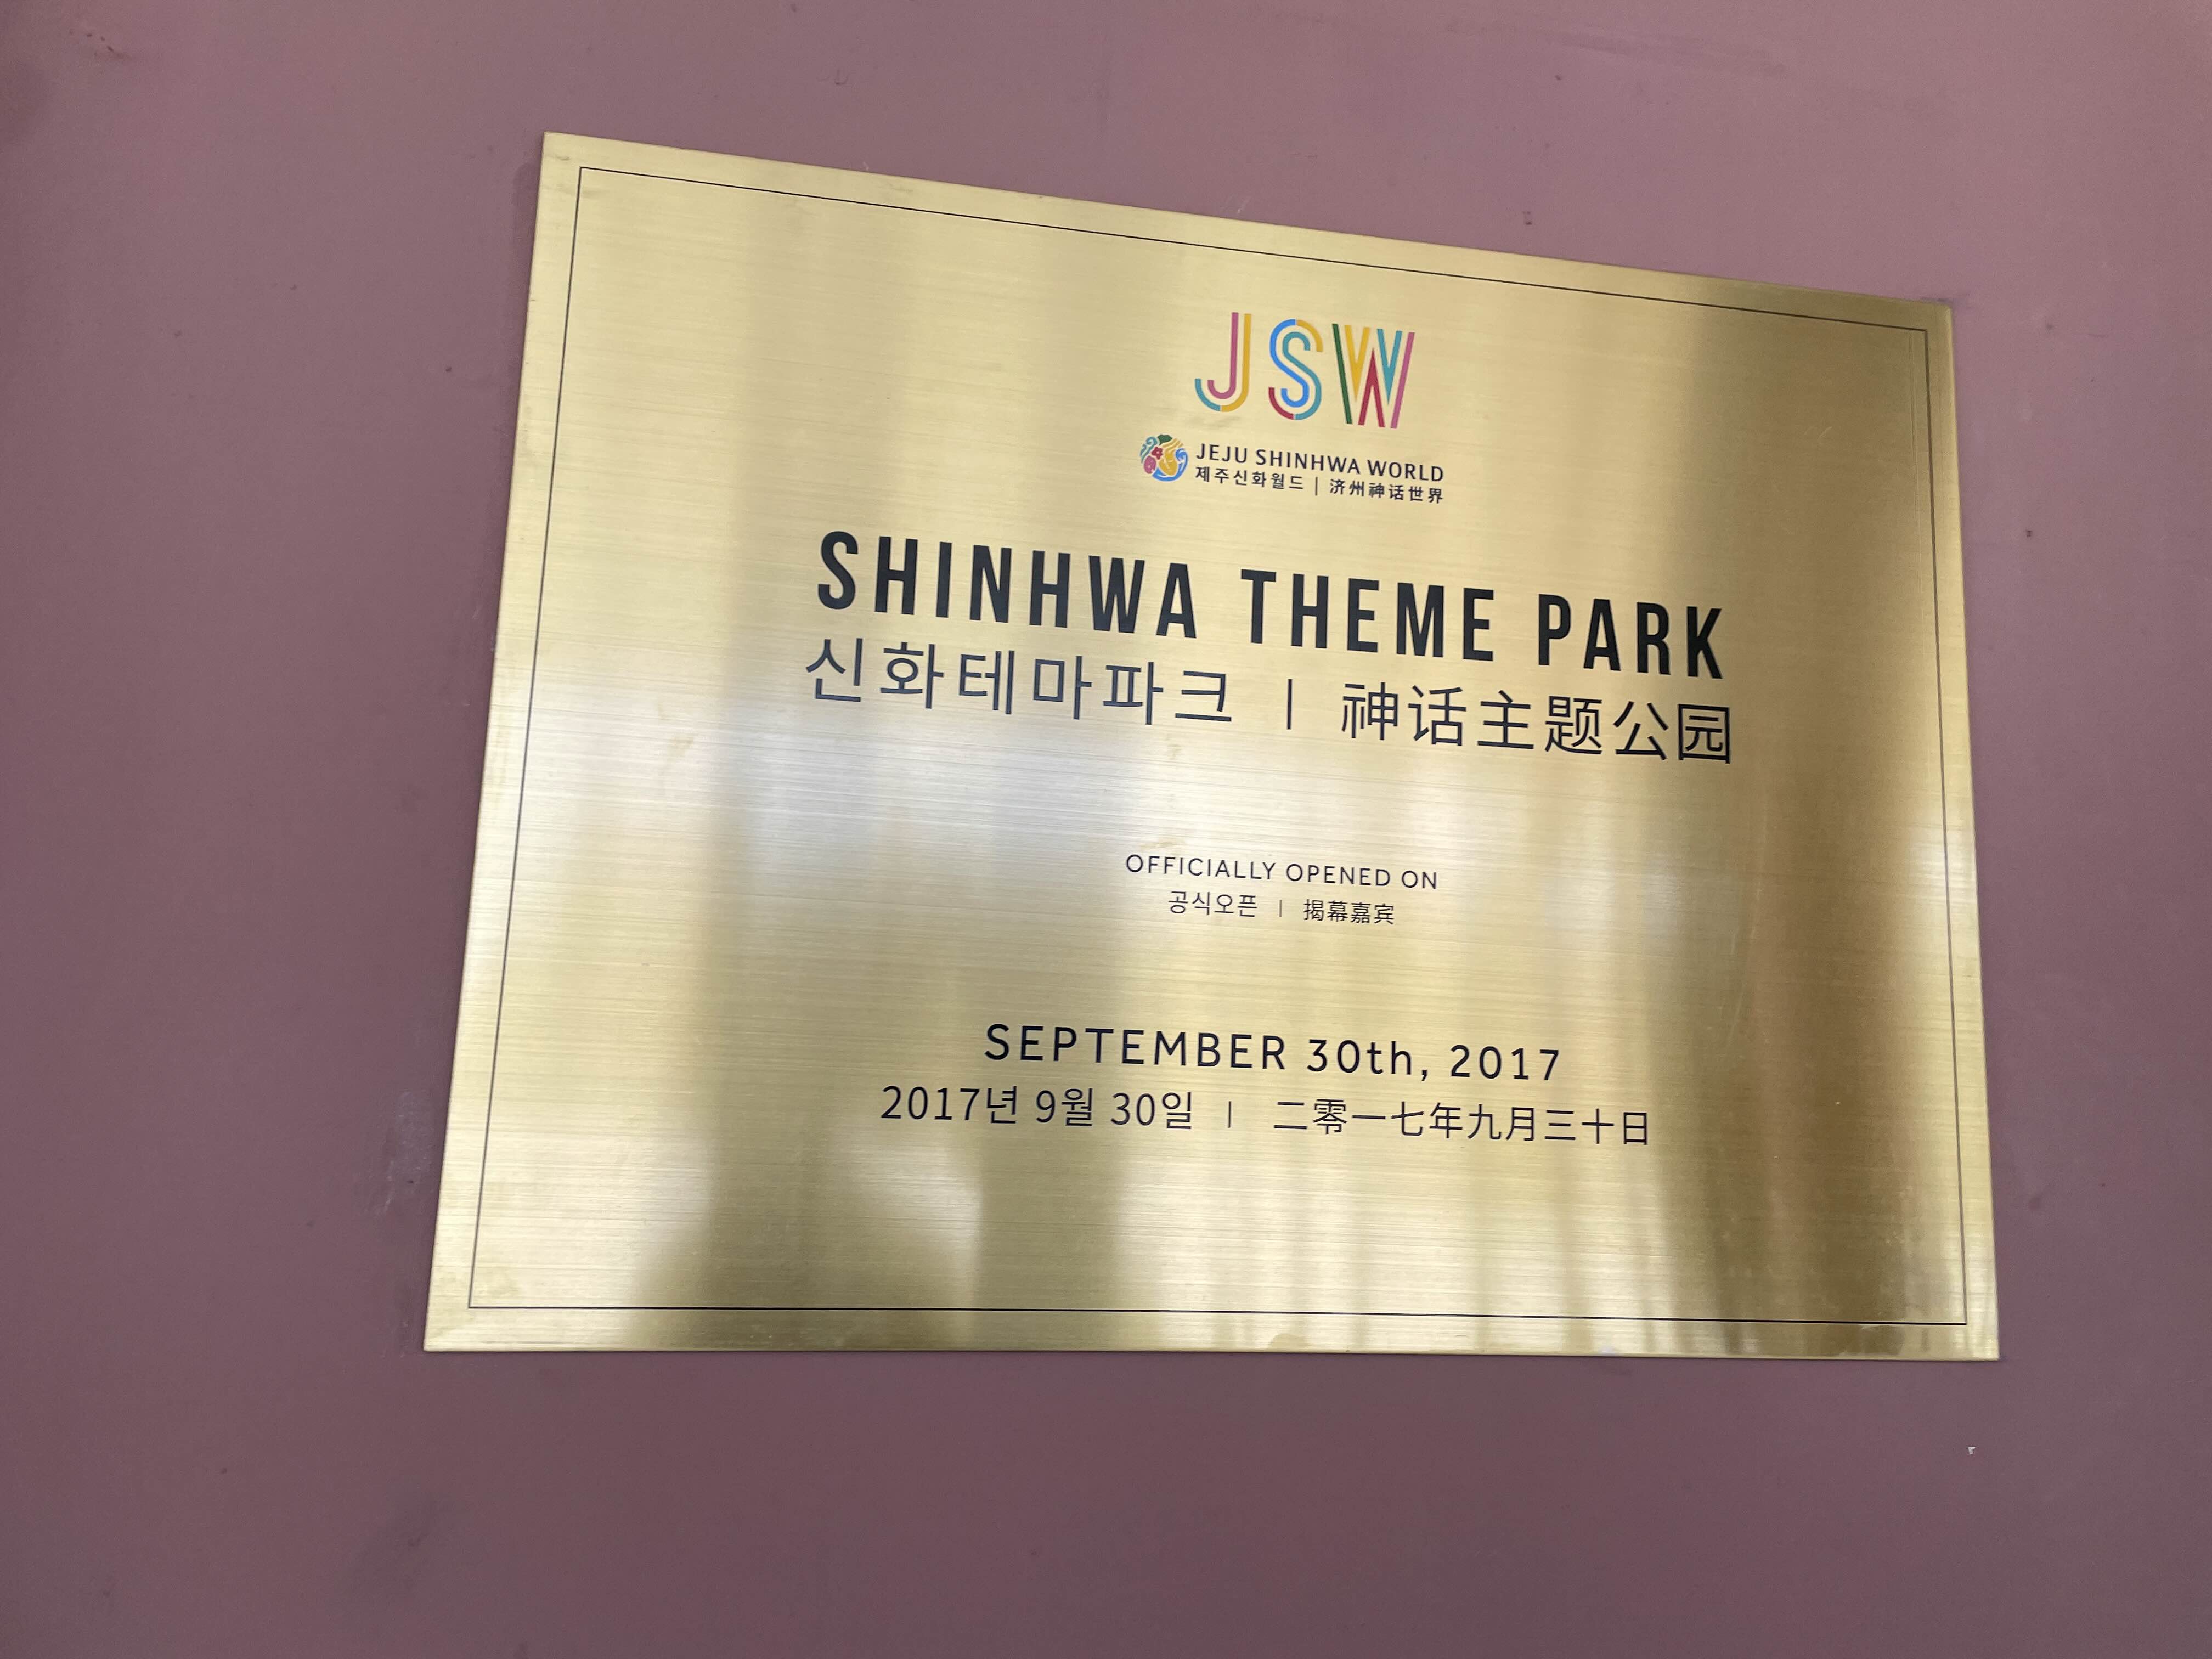 JSW
JEJU SHINHWA WORLD
제주신화월드 | 济州神话世界
SHINHWA THEME PARK
신화테마파크 | 神话主题公园
OFFICIALLY OPENED ON
공식오픈 | 揭幕嘉宾
SEPTEMBER 30th, 2017
2017년 9월 30일 | 二零一七年九月三十日